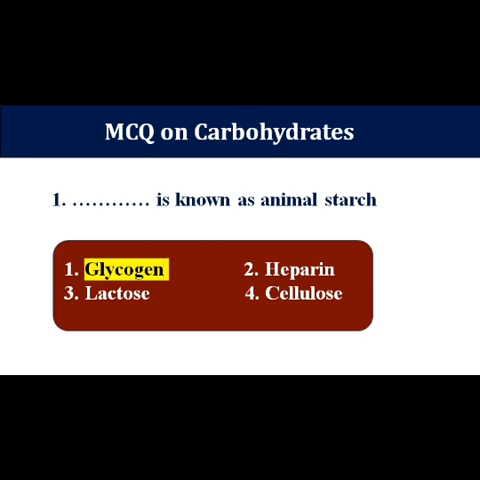 MCQ on Carbohydrates
1. ………… is known as animal starch
1. Glycogen 2. Heparin
3. Lactose 4. Cellulose